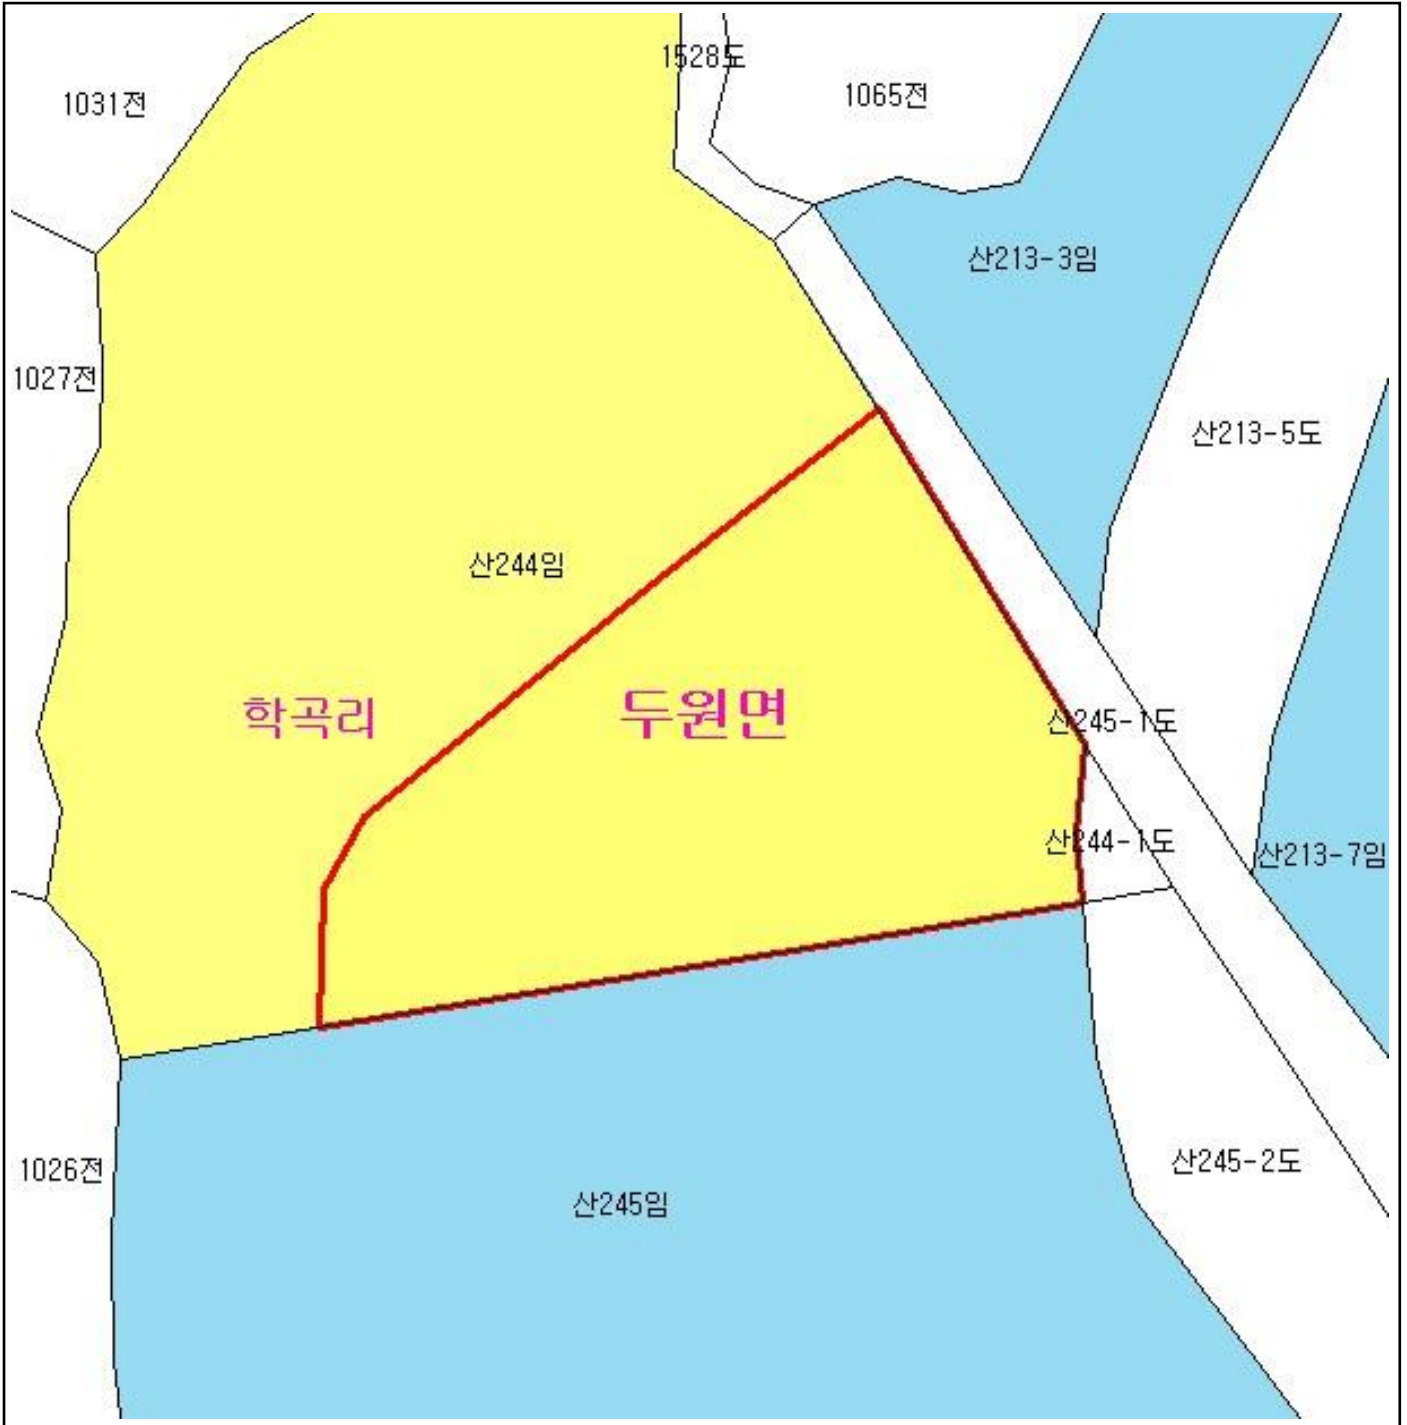 1528도
1065전
1031전
산213-3임
1027전
산213-5도
산244임
학곡리
두원면
산245-1도
산244-1도
산213-7임
산245-2도
1026전
산245임